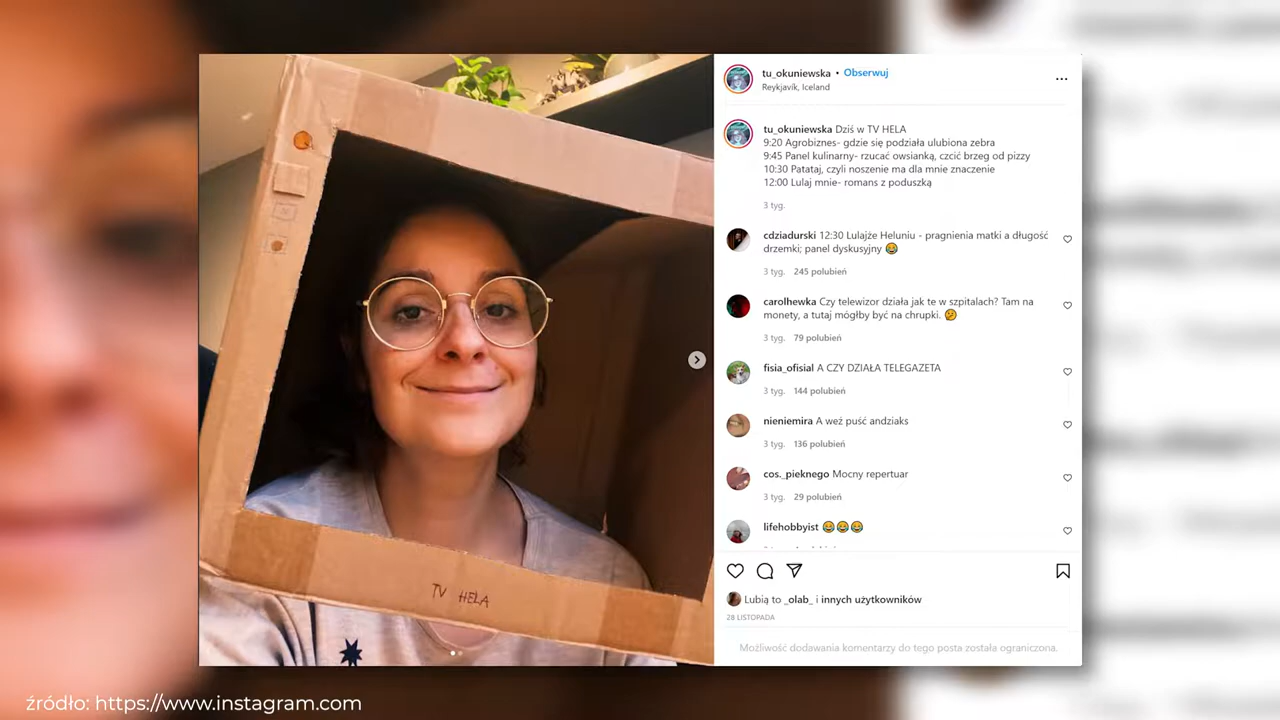 TV HELA
tu_okuniewska • Obserwuj
Reykjavík, Iceland
tu_okuniewska Dziś w TV HELA
9:20 Agrobiznes- gdzie się podziała ulubiona zebra
9:45 Panel kulinarny- rzucać owsianką, czcić brzeg od pizzy
10:30 Patataj, czyli noszenie ma dla mnie znaczenie
12:00 Lulaj mnie- romans z poduszką
3 tyg.
cdziadurski 12:30 Lulajże Heluniu - pragnienia matki a długość
drzemki; panel dyskusyjny 😂
3 tyg. 245 polubień
carolhewka Czy telewizor działa jak te w szpitalach? Tam na
monety, a tutaj mógłby być na chrupki. 🤔
3 tyg. 79 polubień
fisia_ofisial A CZY DZIAŁA TELEGAZETA
3 tyg. 144 polubień
nieniemira A weź puść andziaks
3 tyg. 136 polubień
cos._pieknego Mocny repertuar
3 tyg. 29 polubień
lifehobbyist 😂😂😂
Lubią to _olab_ i innych użytkowników
28 LISTOPADA
Możliwość dodawania komentarzy do tego posta została ograniczona.
źródło: https://www.instagram.com